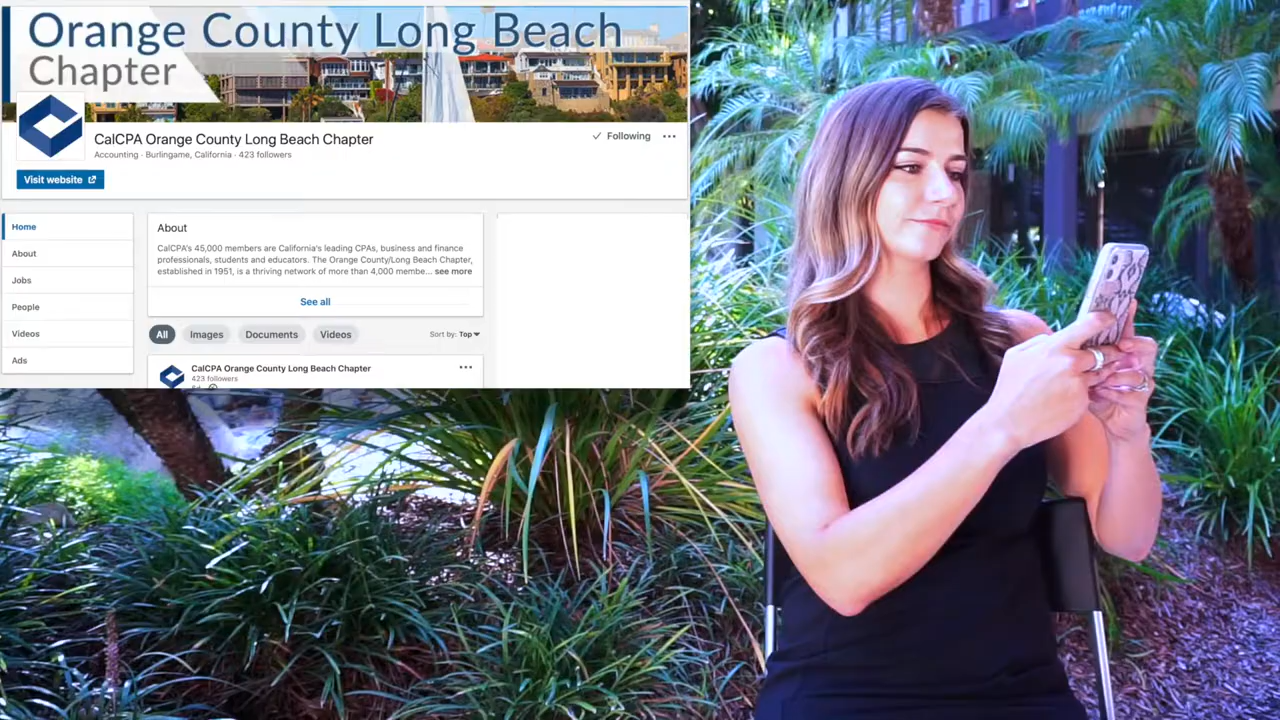 Orange County Long Beach
Chapter
CalCPA Orange County Long Beach Chapter
Accounting · Burlingame, California · 423 followers
Following
Visit website
Home
About
Jobs
People
Videos
Ads
About
CalCPA's 45,000 members are California's leading CPAs, business and finance
professionals, students and educators. The Orange County/Long Beach Chapter,
established in 1951, is a thriving network of more than 4,000 membe... see more
See all
All Images Documents Videos
Sort by: Top
CalCPA Orange County Long Beach Chapter
423 followers